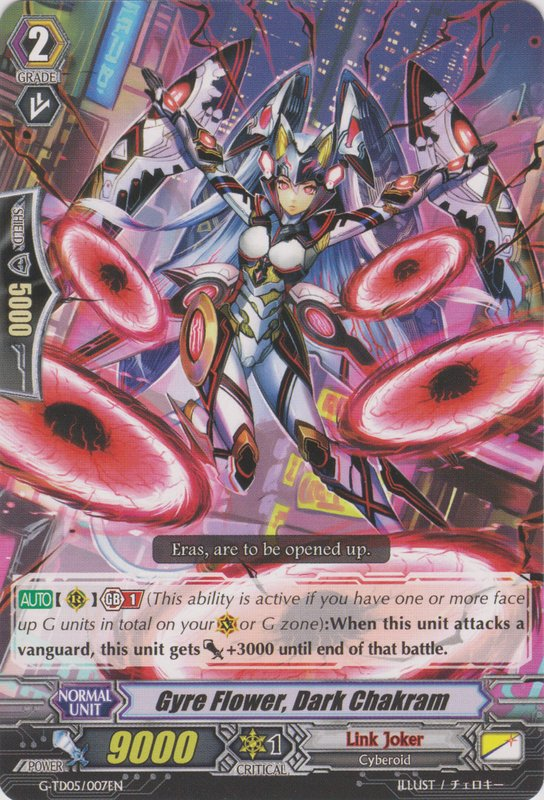 2
GRADE
SHIELD
5000
Eras, are to be opened up.
AUTO【 R 】GB 1 (This ability is active if you have one or more face
up G units in total on your V or G zone):When this unit attacks a
vanguard, this unit gets +3000 until end of that battle.
NORMAL
UNIT
Gyre Flower, Dark Chakram
POWER
9000
1
CRITICAL
Link Joker
Cyberoid
G-TD05/007EN
ILLUST / チェロキー